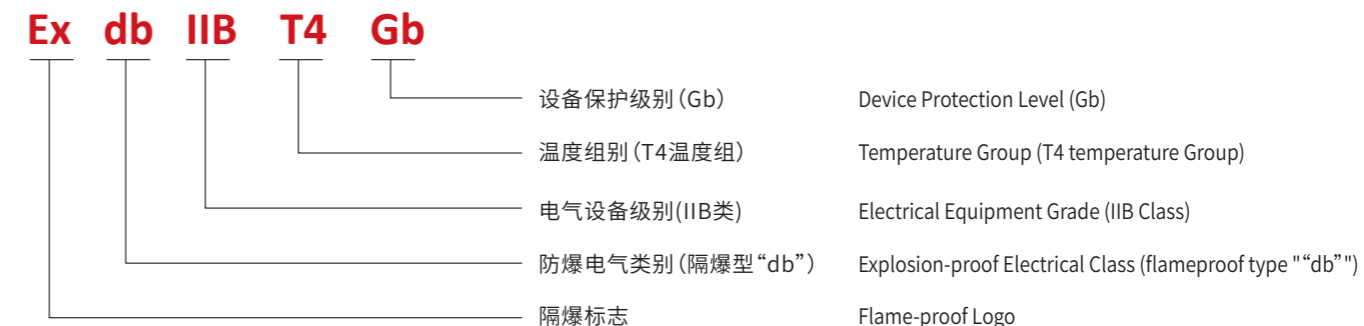 Ex db IIB T4 Gb
设备保护级别(Gb) Device Protection Level (Gb)
温度组别(T4温度组) Temperature Group (T4 temperature Group)
电气设备级别(IIB类) Electrical Equipment Grade (IIB Class)
防爆电气类别(隔爆型“db”) Explosion-proof Electrical Class (flameproof type "“db”")
隔爆标志 Flame-proof Logo